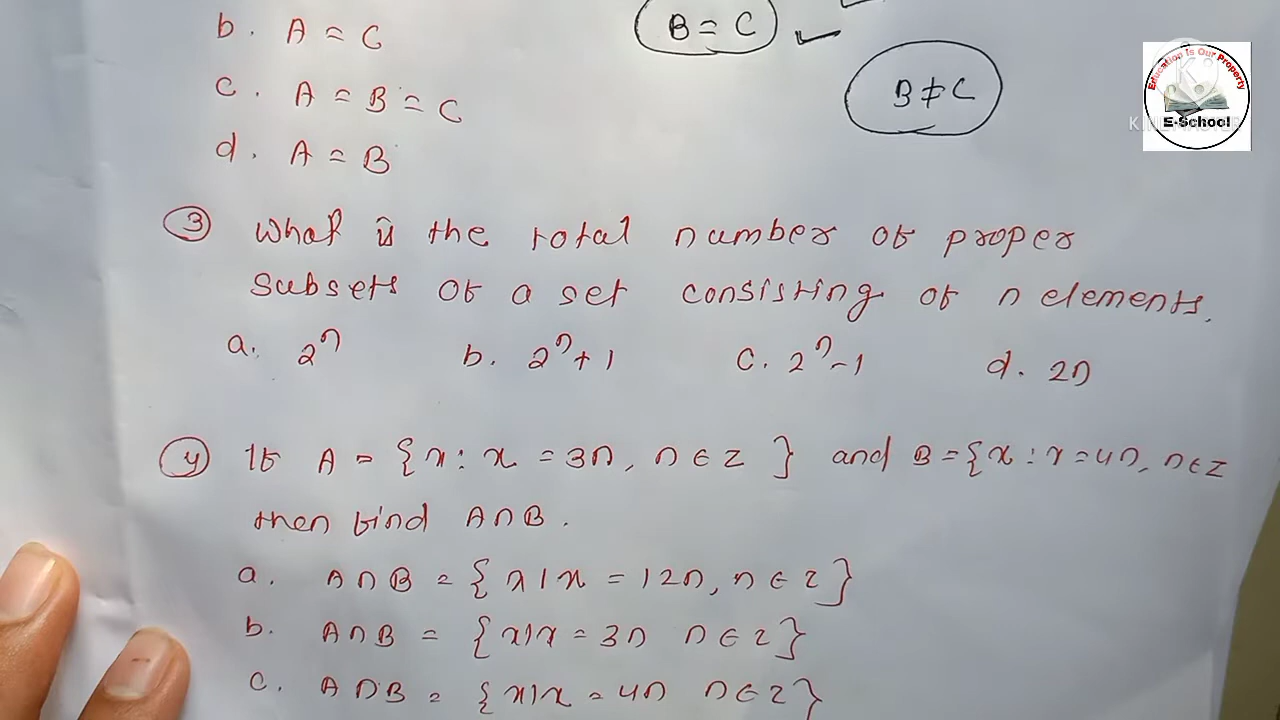 b. A = C
B = C ✓
c. A = B = C
B ≠ C
d. A = B
Education Is Our Property
E-School
③ What is the total number of proper
subsets of a set consisting of n elements.
a. 2ⁿ b. 2ⁿ+1 c. 2ⁿ-1 d. 2n
④ If A = {x : x = 3n, n ∈ Z } and B = {x : x = 4n, n ∈ Z
then find A∩B.
a. A∩B = {x|x = 12n, n ∈ Z}
b. A∩B = {x|x = 3n n ∈ Z}
c. A∩B = {x|x = 4n n ∈ Z}